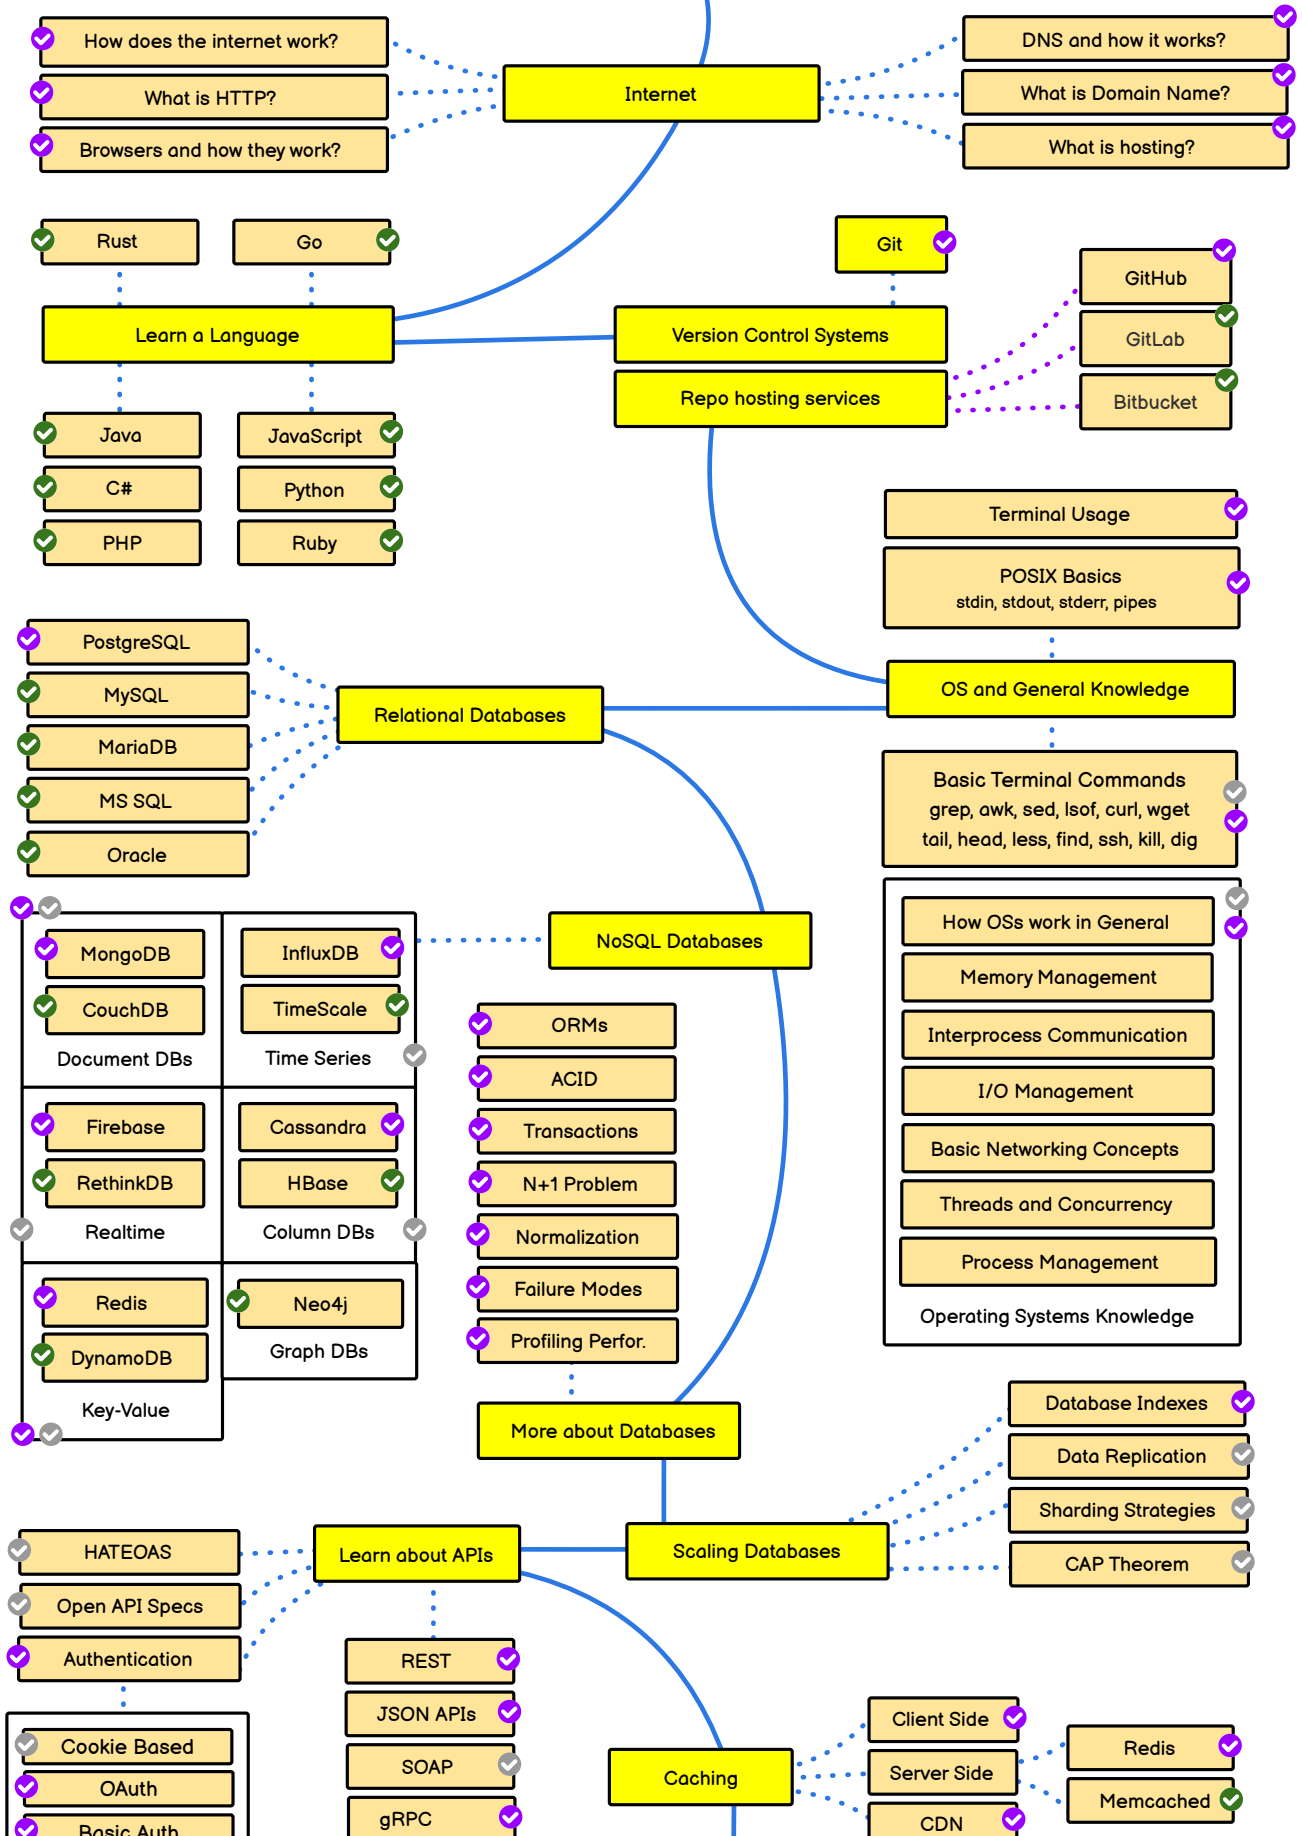 How does the internet work?
What is HTTP?
Browsers and how they work?
Internet
DNS and how it works?
What is Domain Name?
What is hosting?
Rust
Go
Learn a Language
Java
JavaScript
C#
Python
PHP
Ruby
Git
Version Control Systems
Repo hosting services
GitHub
GitLab
Bitbucket
Terminal Usage
POSIX Basics
stdin, stdout, stderr, pipes
OS and General Knowledge
Basic Terminal Commands
grep, awk, sed, lsof, curl, wget
tail, head, less, find, ssh, kill, dig
How OSs work in General
Memory Management
Interprocess Communication
I/O Management
Basic Networking Concepts
Threads and Concurrency
Process Management
Operating Systems Knowledge
PostgreSQL
MySQL
MariaDB
MS SQL
Oracle
Relational Databases
NoSQL Databases
MongoDB
CouchDB
Document DBs
InfluxDB
TimeScale
Time Series
Firebase
RethinkDB
Realtime
Cassandra
HBase
Column DBs
Redis
DynamoDB
Key-Value
Neo4j
Graph DBs
ORMs
ACID
Transactions
N+1 Problem
Normalization
Failure Modes
Profiling Perfor.
More about Databases
Database Indexes
Data Replication
Sharding Strategies
CAP Theorem
Scaling Databases
Learn about APIs
HATEOAS
Open API Specs
Authentication
Cookie Based
OAuth
Basic Auth
REST
JSON APIs
SOAP
gRPC
Caching
Client Side
Server Side
CDN
Redis
Memcached